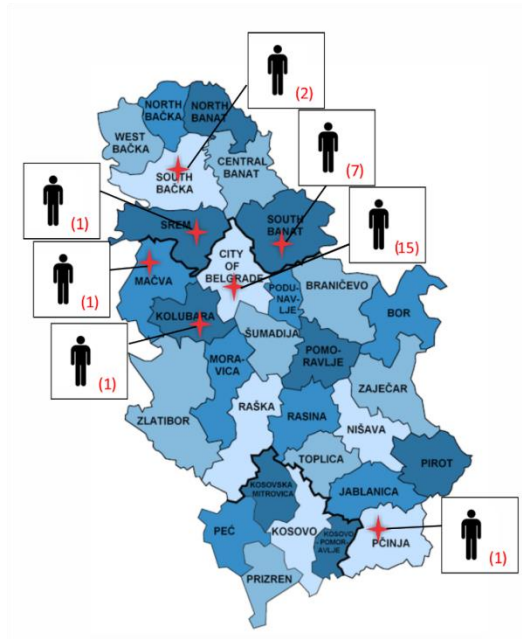 (2)
NORTH
BAČKA
NORTH
BANAT
WEST
BAČKA
(7)
CENTRAL
BANAT
SOUTH
BAČKA
(1)
SREM
SOUTH
BANAT
(15)
CITY
OF
BELGRADE
MAČVA
(1)
PODU-
NAV-
LJE
BRANIČEVO
BOR
KOLUBARA
(1)
ŠUMADIJA
MORA-
VICA
POMO-
RAVLJE
ZAJEČAR
ZLATIBOR
RAŠKA
RASINA
NIŠAVA
TOPLICA
PIROT
KOSOVSKA
MITROVICA
JABLANICA
PEĆ
KOSOVO
KOSOVO
-POMOR-
AVLJE
PČINJA
(1)
PRIZREN